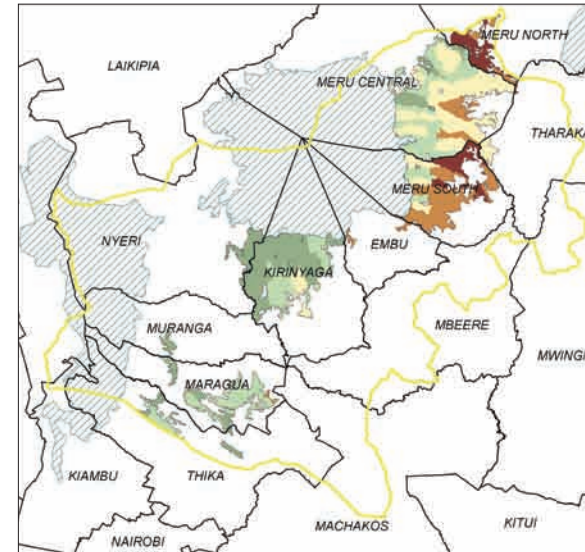 MERU NORTH
LAIKIPIA
MERU CENTRAL
THARAKA
MERU SOUTH
NYERI
EMBU
KIRINYAGA
MURANGA
MBEERE
MWINGI
MARAGUA
KIAMBU
THIKA
MACHAKOS
KITUI
NAIROBI